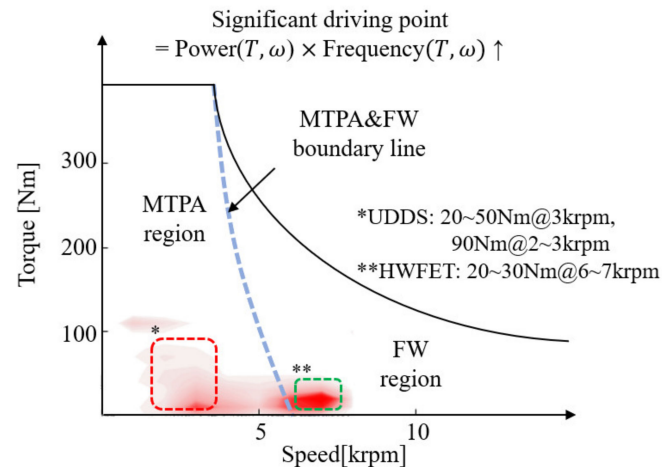 Significant driving point
= Power(T, ω) × Frequency(T, ω) ↑
Torque [Nm]
300
200
100
MTPA&FW
boundary line
MTPA
region
*UDDS: 20~50Nm@3krpm,
90Nm@2~3krpm
**HWFET: 20~30Nm@6~7krpm
*
**
FW
region
5
10
Speed[krpm]